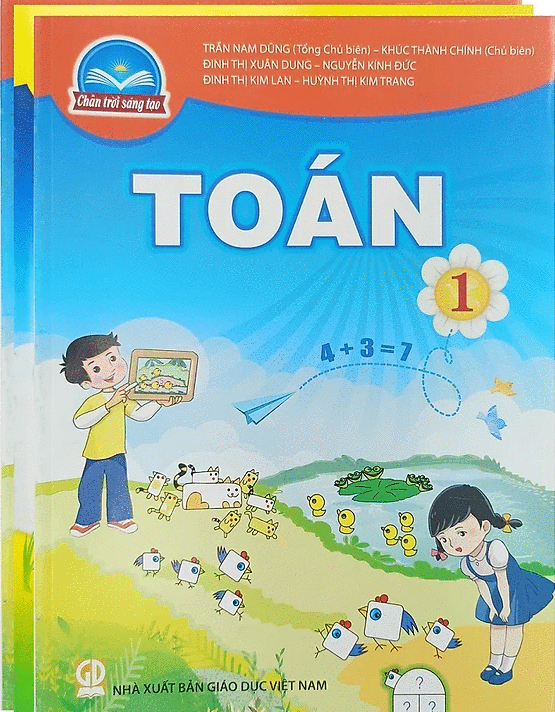 TRẦN NAM DŨNG (Tổng Chủ biên) – KHÚC THÀNH CHÍNH (Chủ biên)
ĐINH THỊ XUÂN DUNG – NGUYỄN KÍNH ĐỨC
ĐINH THỊ KIM LAN – HUỲNH THỊ KIM TRANG
Chân trời sáng tạo
TOÁN
1
4 + 3 = 7
? ?
GD
NHÀ XUẤT BẢN GIÁO DỤC VIỆT NAM